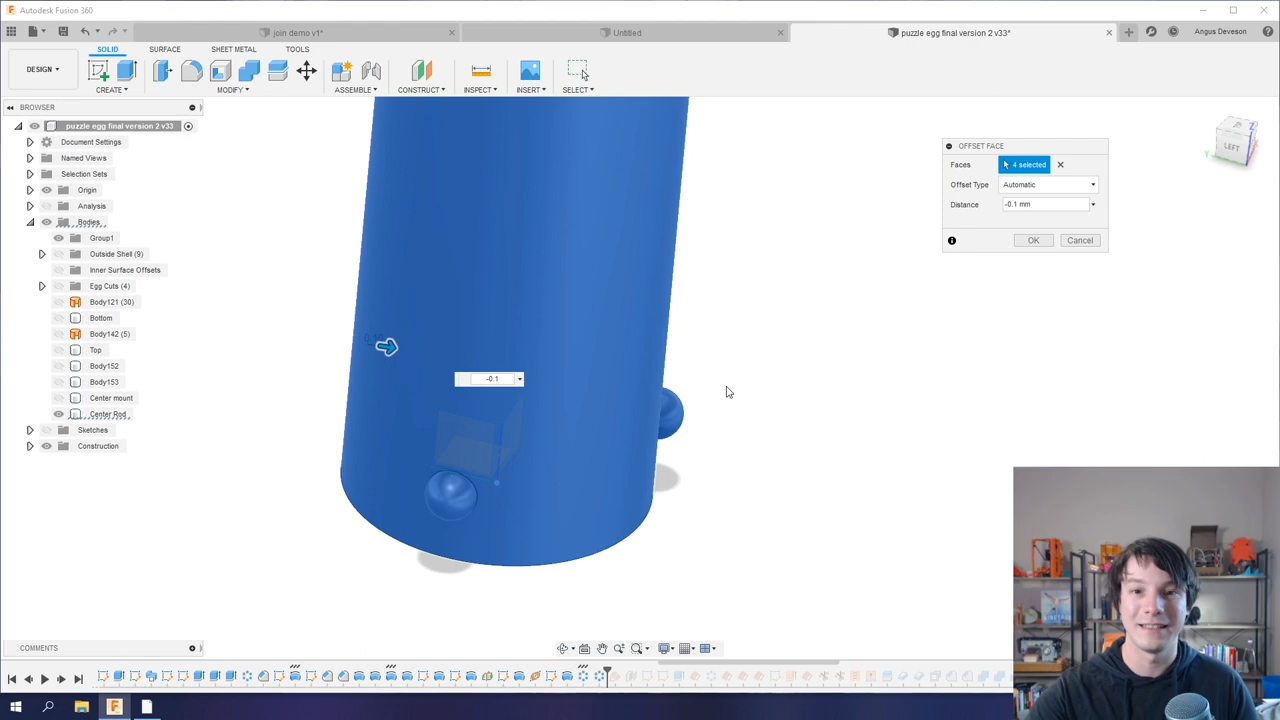 Autodesk Fusion 360
join demo v1*
Untitled
puzzle egg final version 2 v33*
Angus Deveson
DESIGN
SOLID
SURFACE
SHEET METAL
TOOLS
CREATE
MODIFY
ASSEMBLE
CONSTRUCT
INSPECT
INSERT
SELECT
BROWSER
puzzle egg final version 2 v33
Document Settings
Named Views
Selection Sets
Origin
Analysis
Bodies
Group1
Outside Shell (9)
Inner Surface Offsets
Egg Cuts (4)
Body121 (30)
Bottom
Body142 (5)
Top
Body152
Body153
Center mount
Center Rod
Sketches
Construction
OFFSET FACE
Faces
4 selected
Offset Type
Automatic
Distance
-0.1 mm
OK
Cancel
LEFT
Z
Y
-0.1
COMMENTS